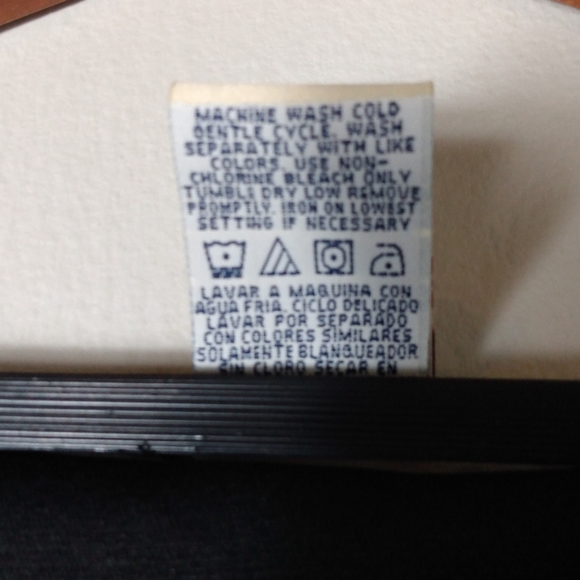 MACHINE WASH COLD
GENTLE CYCLE. WASH
SEPARATELY WITH LIKE
COLORS. USE NON-
CHLORINE BLEACH ONLY
TUMBLE DRY LOW REMOVE
PROMPTLY. IRON ON LOWEST
SETTING IF NECESSARY
LAVAR A MAQUINA CON
AGUA FRIA. CICLO DELICADO
LAVAR POR SEPARADO
CON COLORES SIMILARES
SOLAMENTE BLANQUEADOR
SIN CLORO SECAR EN